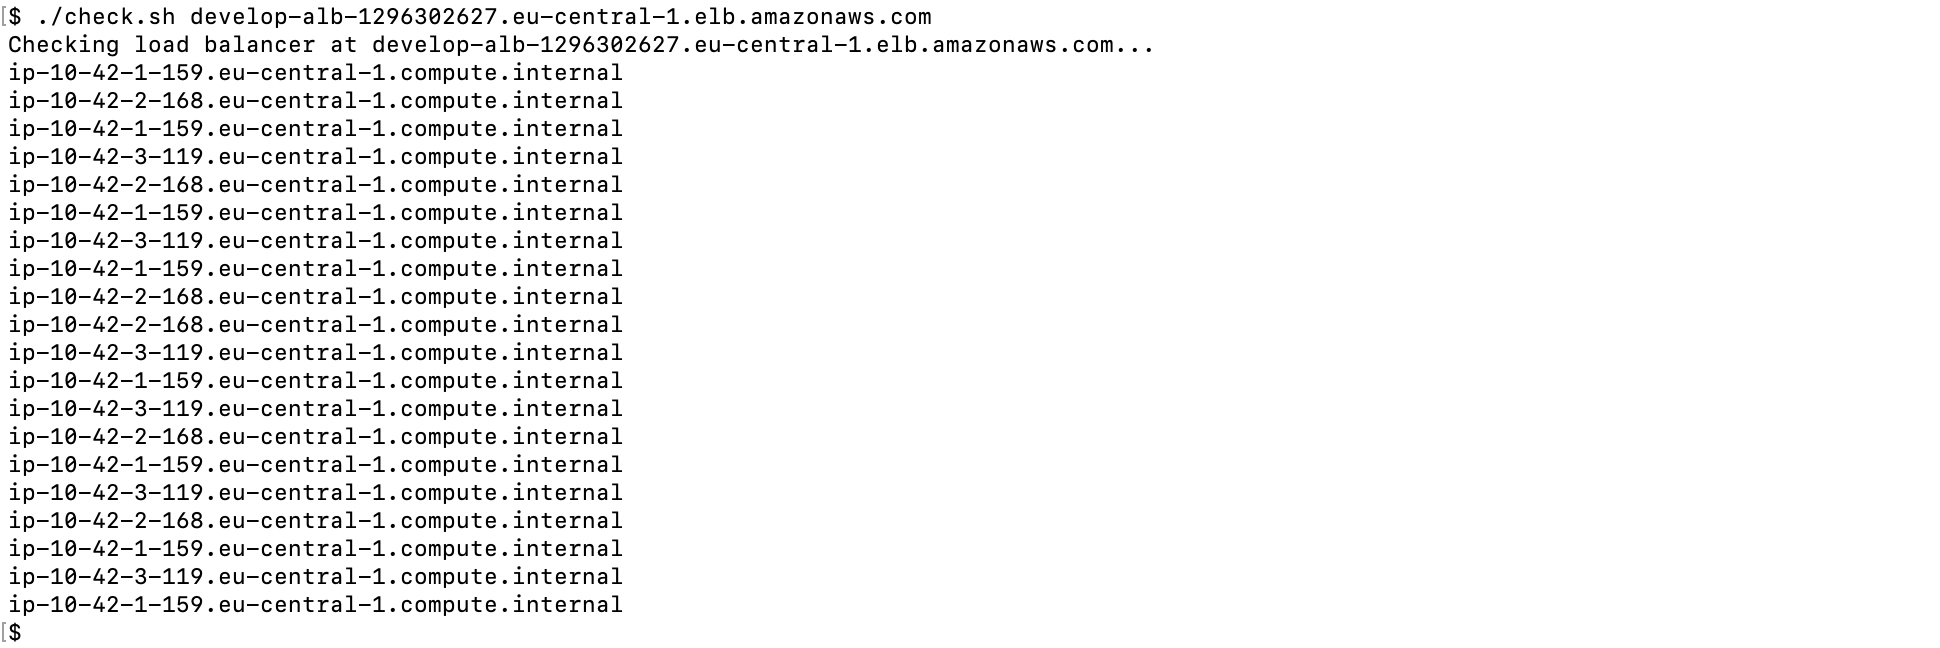 $ ./check.sh develop-alb-1296302627.eu-central-1.elb.amazonaws.com
Checking load balancer at develop-alb-1296302627.eu-central-1.elb.amazonaws.com...
ip-10-42-1-159.eu-central-1.compute.internal
ip-10-42-2-168.eu-central-1.compute.internal
ip-10-42-1-159.eu-central-1.compute.internal
ip-10-42-3-119.eu-central-1.compute.internal
ip-10-42-2-168.eu-central-1.compute.internal
ip-10-42-1-159.eu-central-1.compute.internal
ip-10-42-3-119.eu-central-1.compute.internal
ip-10-42-1-159.eu-central-1.compute.internal
ip-10-42-2-168.eu-central-1.compute.internal
ip-10-42-2-168.eu-central-1.compute.internal
ip-10-42-3-119.eu-central-1.compute.internal
ip-10-42-1-159.eu-central-1.compute.internal
ip-10-42-3-119.eu-central-1.compute.internal
ip-10-42-2-168.eu-central-1.compute.internal
ip-10-42-1-159.eu-central-1.compute.internal
ip-10-42-3-119.eu-central-1.compute.internal
ip-10-42-2-168.eu-central-1.compute.internal
ip-10-42-1-159.eu-central-1.compute.internal
ip-10-42-3-119.eu-central-1.compute.internal
ip-10-42-1-159.eu-central-1.compute.internal
$